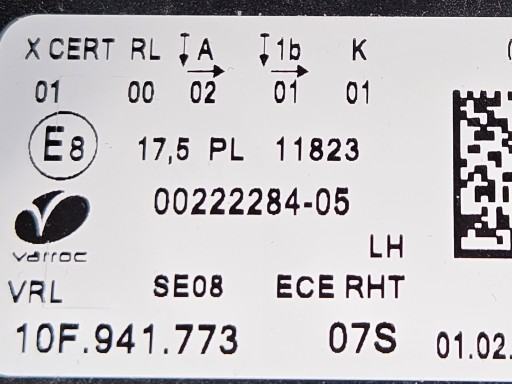 X CERT RL A 1b K
01 00 02 01 01
E8 17,5 PL 11823
00222284-05
varroc
LH
VRL SE08 ECE RHT
10F.941.773 07S 01.02.